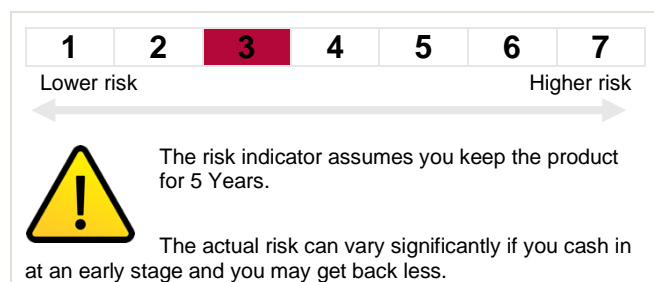 1 2 3 4 5 6 7
Lower risk Higher risk
The risk indicator assumes you keep the product
for 5 Years.
The actual risk can vary significantly if you cash in
at an early stage and you may get back less.